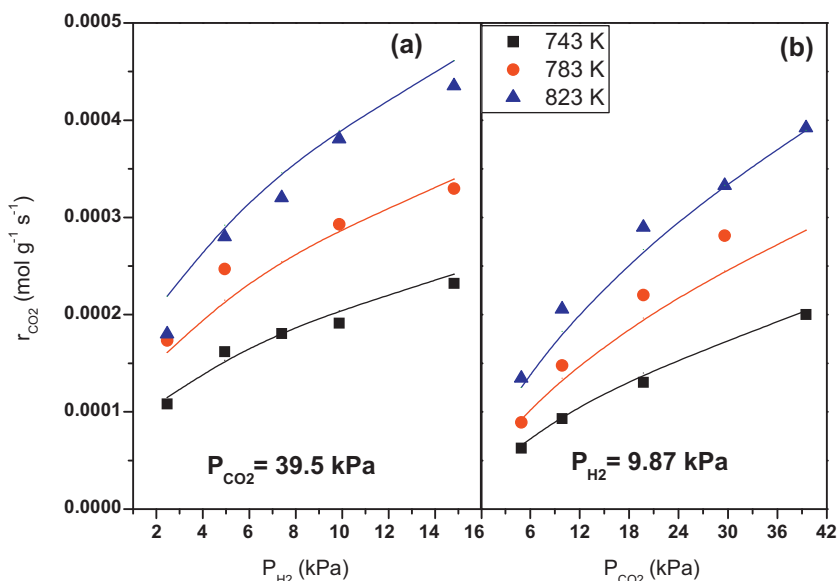 0.0005
0.0004
0.0003
0.0002
0.0001
0.0000
r_CO2 (mol g⁻¹ s⁻¹)
(a)
P_CO2= 39.5 kPa
2 4 6 8 10 12 14 16
P_H2 (kPa)
743 K
783 K
823 K
(b)
P_H2= 9.87 kPa
6 12 18 24 30 36 42
P_CO2 (kPa)